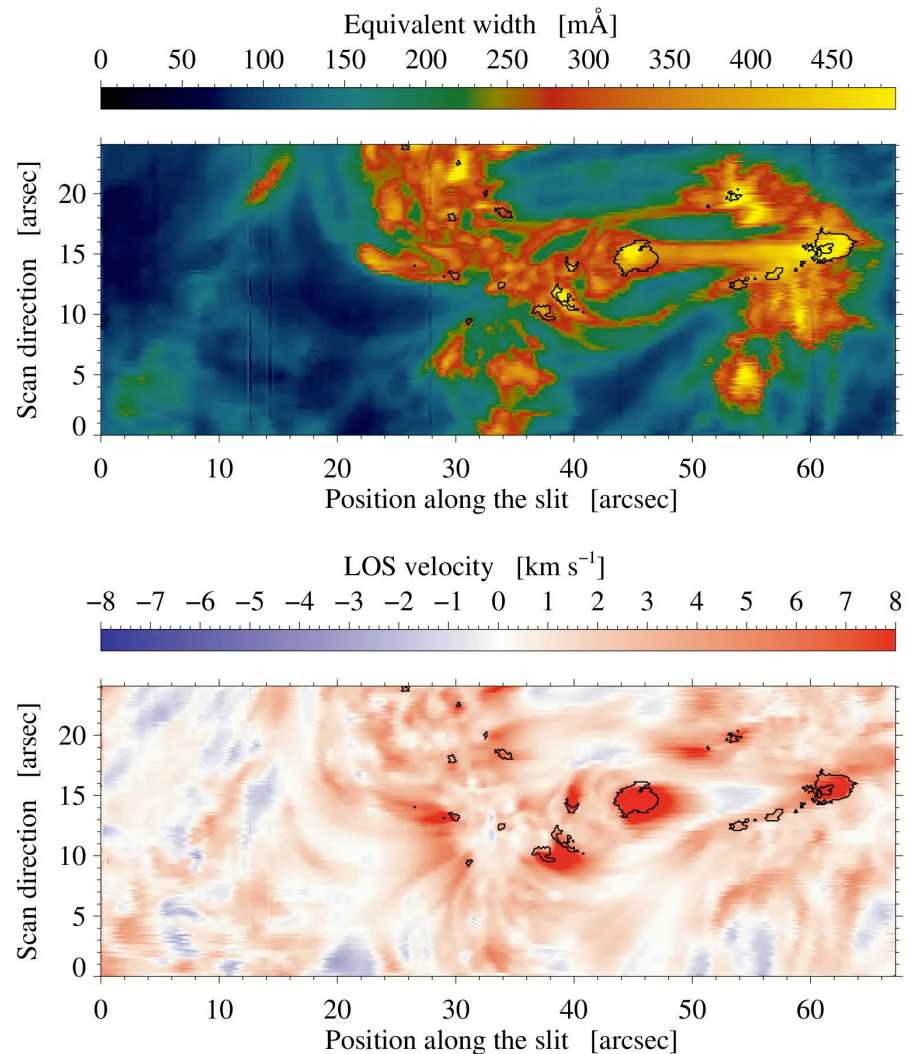 Equivalent width [mÅ]
0 50 100 150 200 250 300 350 400 450
Scan direction [arsec]
20
15
10
5
0
0 10 20 30 40 50 60
Position along the slit [arcsec]
LOS velocity [km s⁻¹]
−8 −7 −6 −5 −4 −3 −2 −1 0 1 2 3 4 5 6 7 8
Scan direction [arsec]
20
15
10
5
0
0 10 20 30 40 50 60
Position along the slit [arcsec]